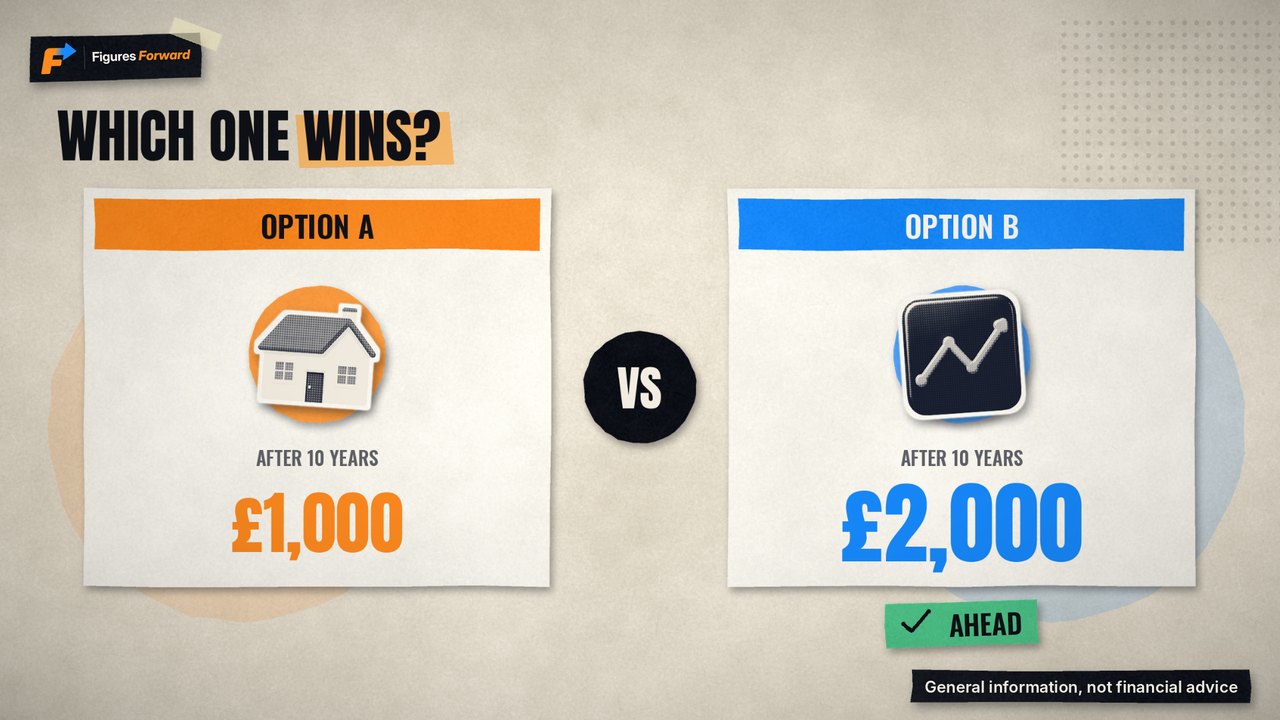 Figures Forward
WHICH ONE WINS?
OPTION A
AFTER 10 YEARS
£1,000
VS
OPTION B
AFTER 10 YEARS
£2,000
AHEAD
General information, not financial advice